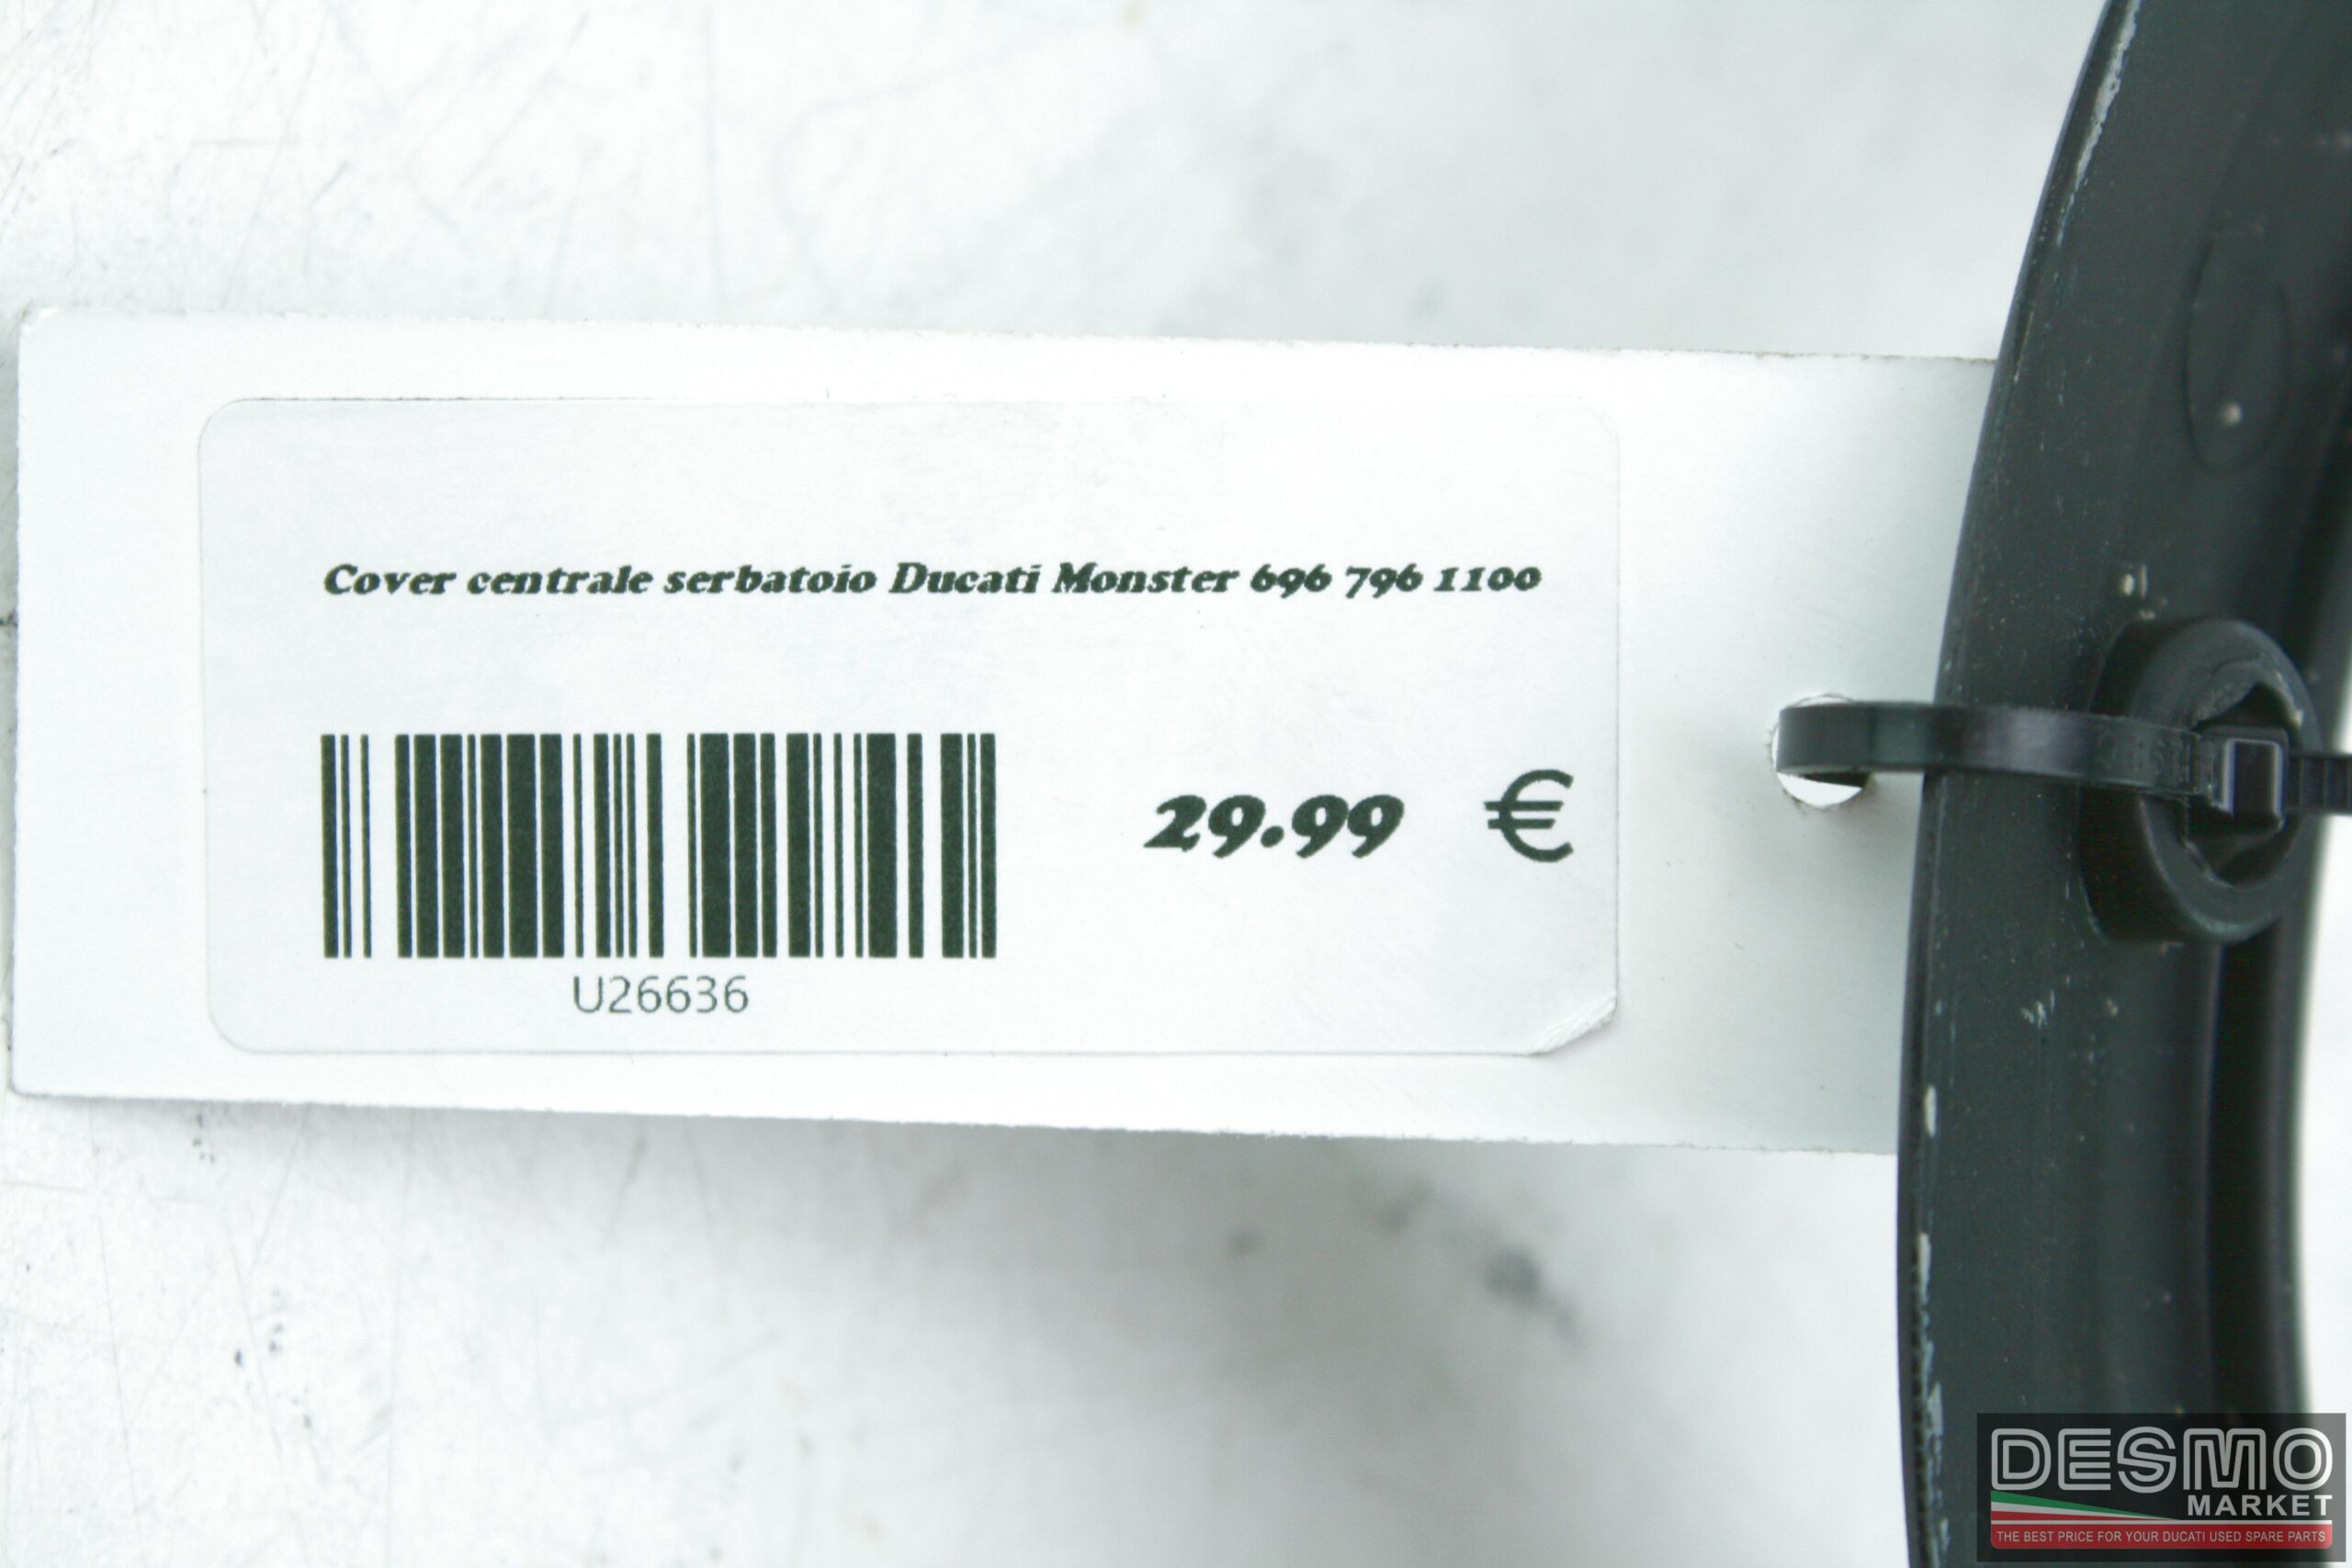 Cover centrale serbatoio Ducati Monster 696 796 1100
29.99 €
U26636
DESMO
MARKET
THE BEST PRICE FOR YOUR DUCATI USED SPARE PARTS